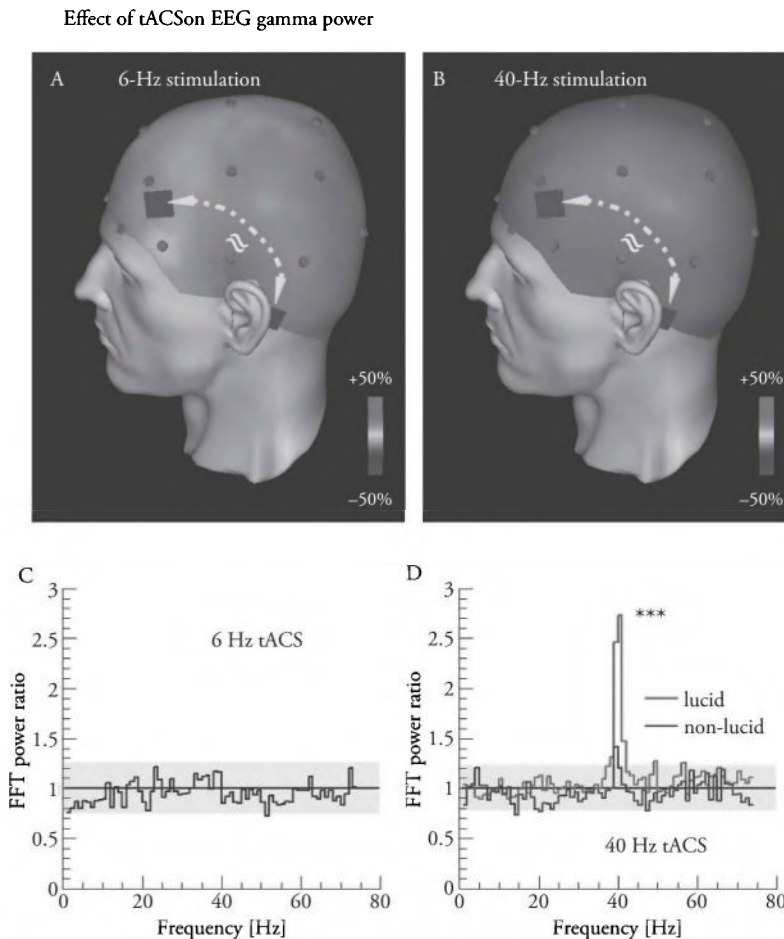 Effect of tACSon EEG gamma power
A 6-Hz stimulation
+50%
−50%
B 40-Hz stimulation
+50%
−50%
C
3
2.5
2
1.5
1
0.5
0
FFT power ratio
6 Hz tACS
0 20 40 60 80
Frequency [Hz]
D
3
2.5
2
1.5
1
0.5
0
FFT power ratio
***
lucid
non-lucid
40 Hz tACS
0 20 40 60 80
Frequency [Hz]